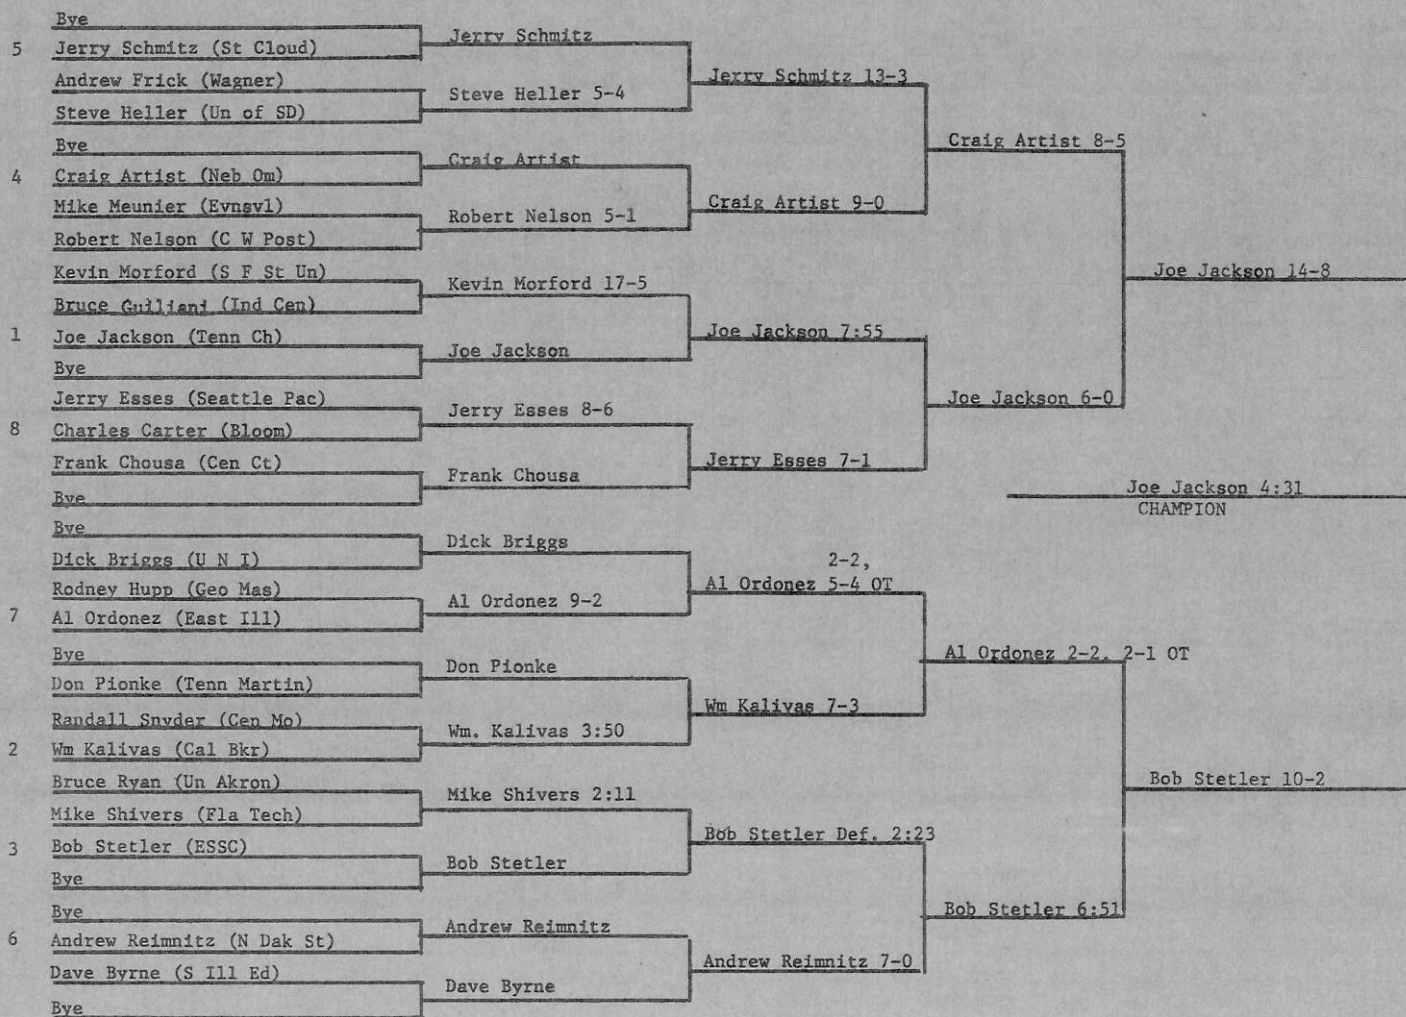 Bye
5 Jerry Schmitz (St Cloud)
Andrew Frick (Wagner)
Steve Heller (Un of SD)
Bye
4 Craig Artist (Neb Om)
Mike Meunier (Evnsvl)
Robert Nelson (C W Post)
Kevin Morford (S F St Un)
Bruce Guiliani (Ind Cen)
1 Joe Jackson (Tenn Ch)
Bye
Jerry Esses (Seattle Pac)
8 Charles Carter (Bloom)
Frank Chousa (Cen Ct)
Bye
Bye
Dick Briggs (U N I)
Rodney Hupp (Geo Mas)
7 Al Ordonez (East Ill)
Bye
Don Pionke (Tenn Martin)
Randall Snyder (Cen Mo)
2 Wm Kalivas (Cal Bkr)
Bruce Ryan (Un Akron)
Mike Shivers (Fla Tech)
3 Bob Stetler (ESSC)
Bye
Bye
6 Andrew Reimnitz (N Dak St)
Dave Byrne (S Ill Ed)
Bye
Jerry Schmitz
Steve Heller 5-4
Craig Artist
Robert Nelson 5-1
Kevin Morford 17-5
Joe Jackson
Jerry Esses 8-6
Frank Chousa
Dick Briggs
Al Ordonez 9-2
Don Pionke
Wm. Kalivas 3:50
Mike Shivers 2:11
Bob Stetler
Andrew Reimnitz
Dave Byrne
Jerry Schmitz 13-3
Craig Artist 9-0
Joe Jackson 7:55
Jerry Esses 7-1
2-2,
Al Ordonez 5-4 OT
Wm Kalivas 7-3
Bob Stetler Def. 2:23
Andrew Reimnitz 7-0
Craig Artist 8-5
Joe Jackson 6-0
Al Ordonez 2-2, 2-1 OT
Bob Stetler 6:51
Joe Jackson 14-8
Bob Stetler 10-2
Joe Jackson 4:31
CHAMPION